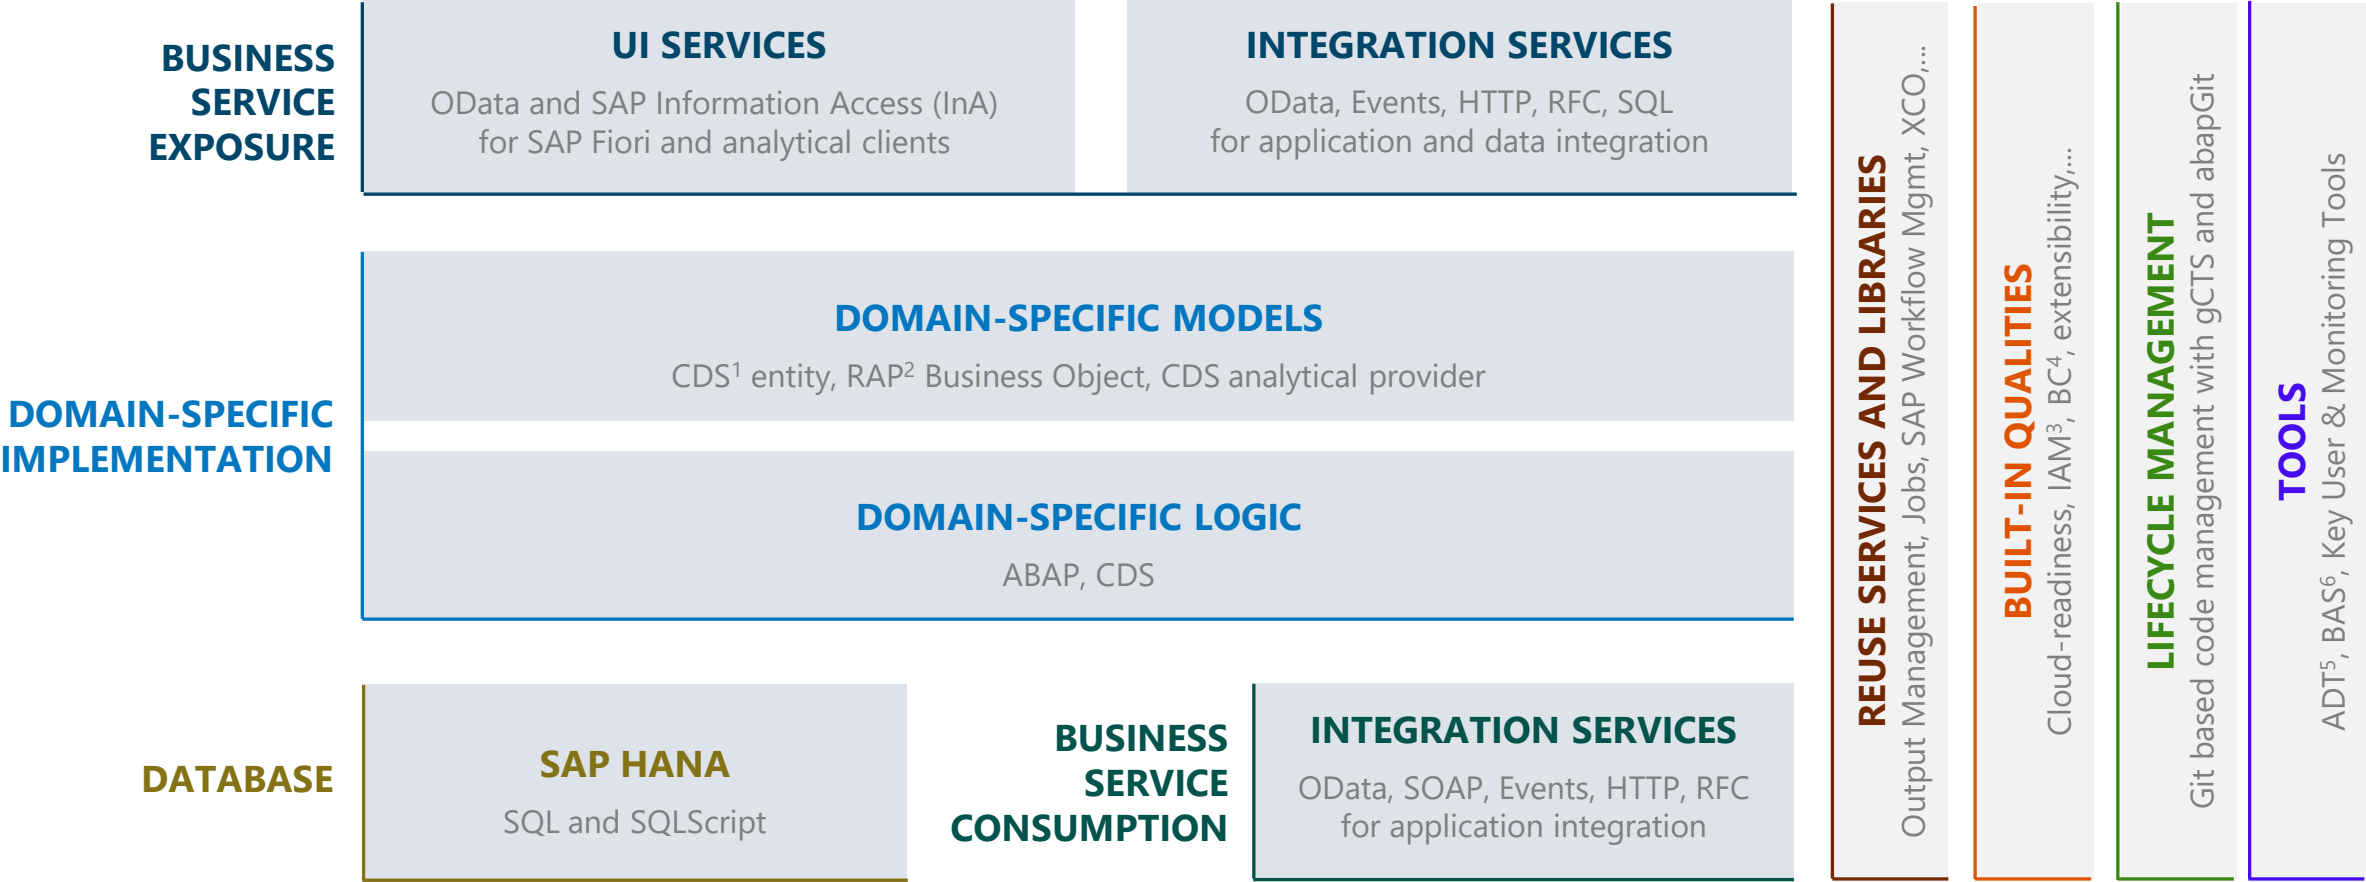 BUSINESS
SERVICE
EXPOSURE
UI SERVICES
OData and SAP Information Access (InA)
for SAP Fiori and analytical clients
INTEGRATION SERVICES
OData, Events, HTTP, RFC, SQL
for application and data integration
DOMAIN-SPECIFIC
IMPLEMENTATION
DOMAIN-SPECIFIC MODELS
CDS¹ entity, RAP² Business Object, CDS analytical provider
DOMAIN-SPECIFIC LOGIC
ABAP, CDS
DATABASE
SAP HANA
SQL and SQLScript
BUSINESS
SERVICE
CONSUMPTION
INTEGRATION SERVICES
OData, SOAP, Events, HTTP, RFC
for application integration
REUSE SERVICES AND LIBRARIES
Output Management, Jobs, SAP Workflow Mgmt, XCO,...
BUILT-IN QUALITIES
Cloud-readiness, IAM³, BC⁴, extensibility,...
LIFECYCLE MANAGEMENT
Git based code management with gCTS and abapGit
TOOLS
ADT⁵, BAS⁶, Key User & Monitoring Tools